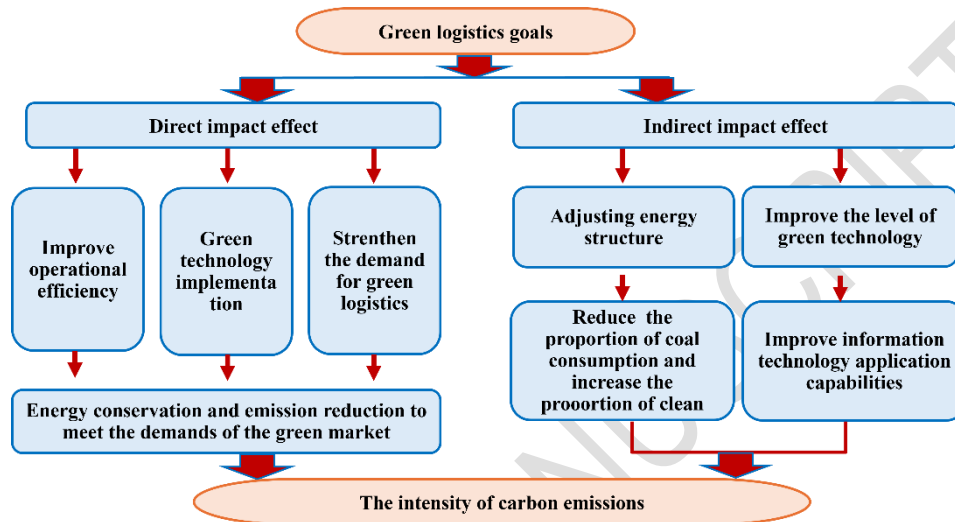 Green logistics goals
Direct impact effect
Indirect impact effect
Improve
operational
efficiency
Green
technology
implementa
tion
Strenthen the
demand for
green
logistics
Adjusting energy
structure
Improve the level of
green technology
Reduce the
proportion of coal
consumption and
increase the
prooortion of clean
Improve information
technology application
capabilities
Energy conservation and emission reduction to
meet the demands of the green market
The intensity of carbon emissions